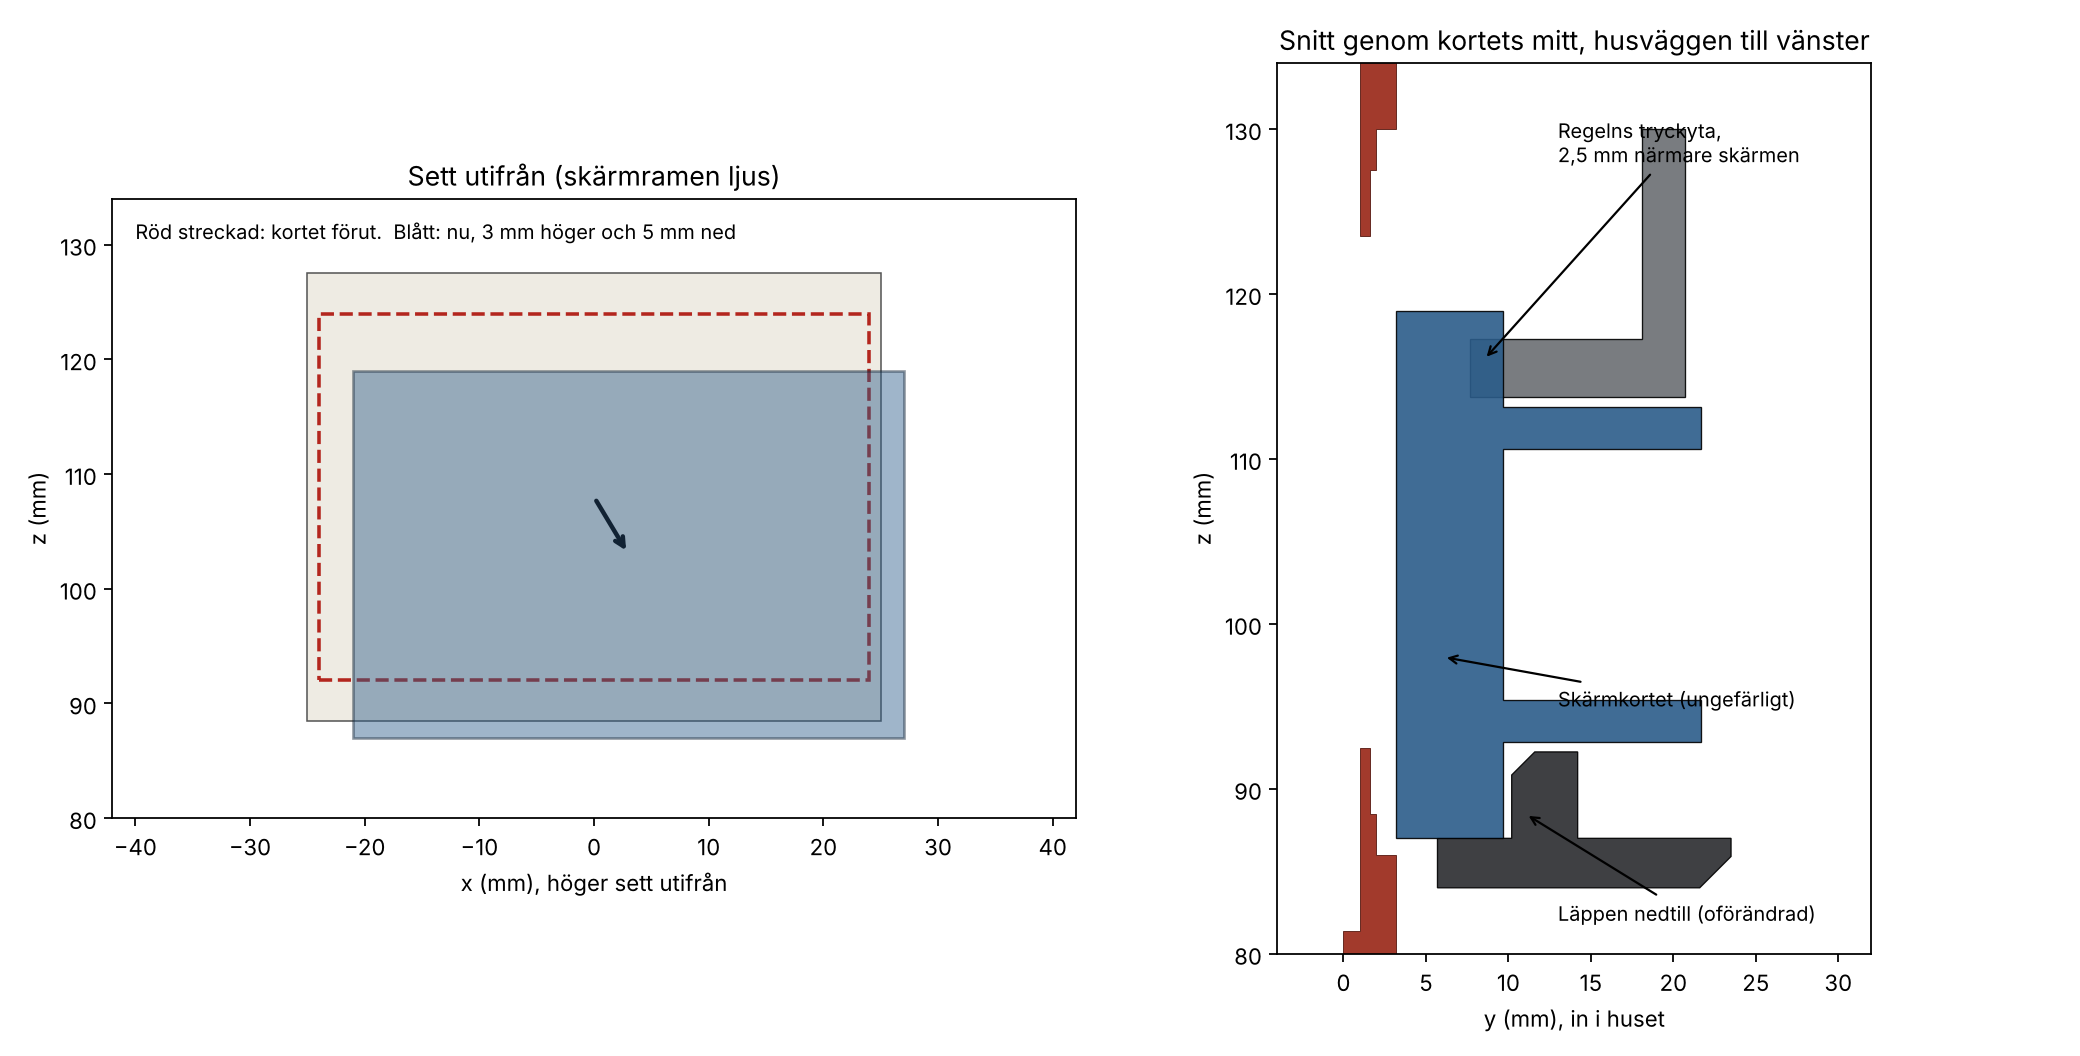 Sett utifrån (skärmramen ljus)
Röd streckad: kortet förut.  Blått: nu, 3 mm höger och 5 mm ned
130
120
110
100
90
80
z (mm)
−40 −30 −20 −10 0 10 20 30 40
x (mm), höger sett utifrån
Snitt genom kortets mitt, husväggen till vänster
Regelns tryckyta,
2,5 mm närmare skärmen
Skärmkortet (ungefärligt)
Läppen nedtill (oförändrad)
130
120
110
100
90
80
z (mm)
0 5 10 15 20 25 30
y (mm), in i huset